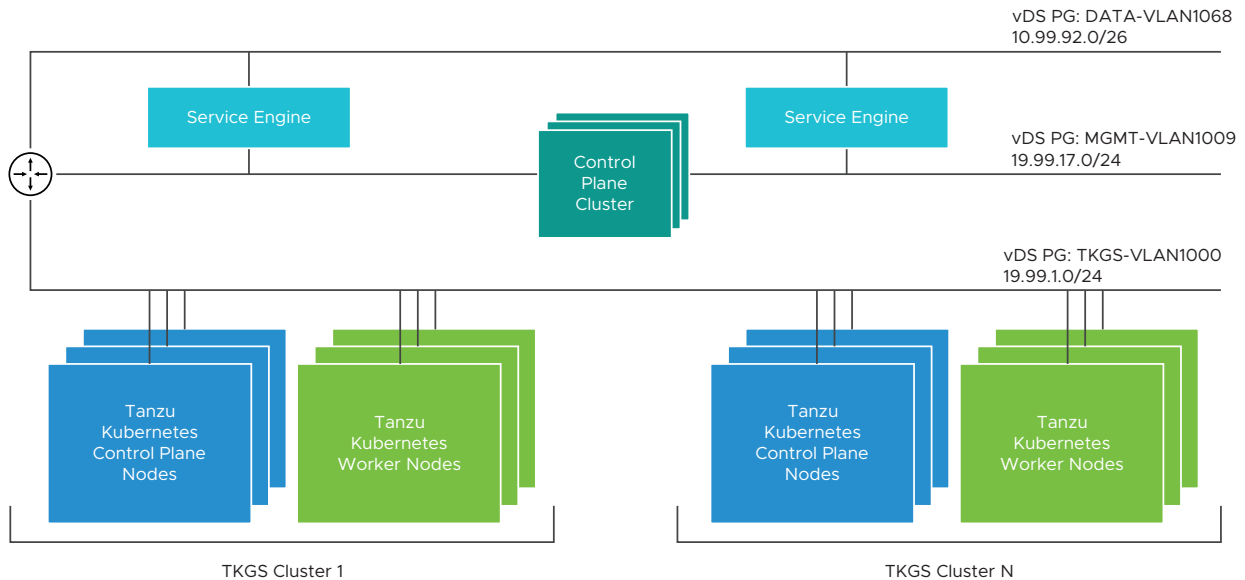 vDS PG: DATA-VLAN1068
10.99.92.0/26
Service Engine
Service Engine
vDS PG: MGMT-VLAN1009
19.99.17.0/24
Control
Plane
Cluster
vDS PG: TKGS-VLAN1000
19.99.1.0/24
Tanzu
Kubernetes
Control Plane
Nodes
Tanzu
Kubernetes
Worker Nodes
Tanzu
Kubernetes
Control Plane
Nodes
Tanzu
Kubernetes
Worker Nodes
TKGS Cluster 1
TKGS Cluster N